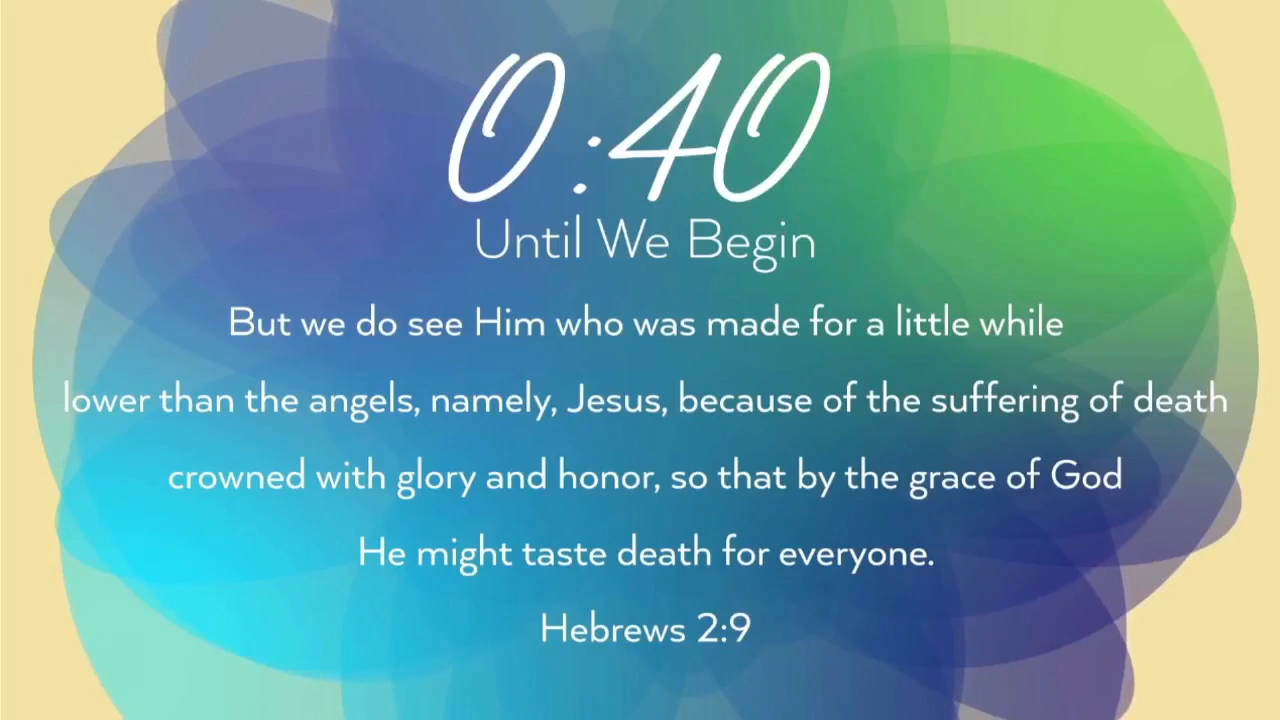 0:40
Until We Begin
But we do see Him who was made for a little while
lower than the angels, namely, Jesus, because of the suffering of death
crowned with glory and honor, so that by the grace of God
He might taste death for everyone.
Hebrews 2:9